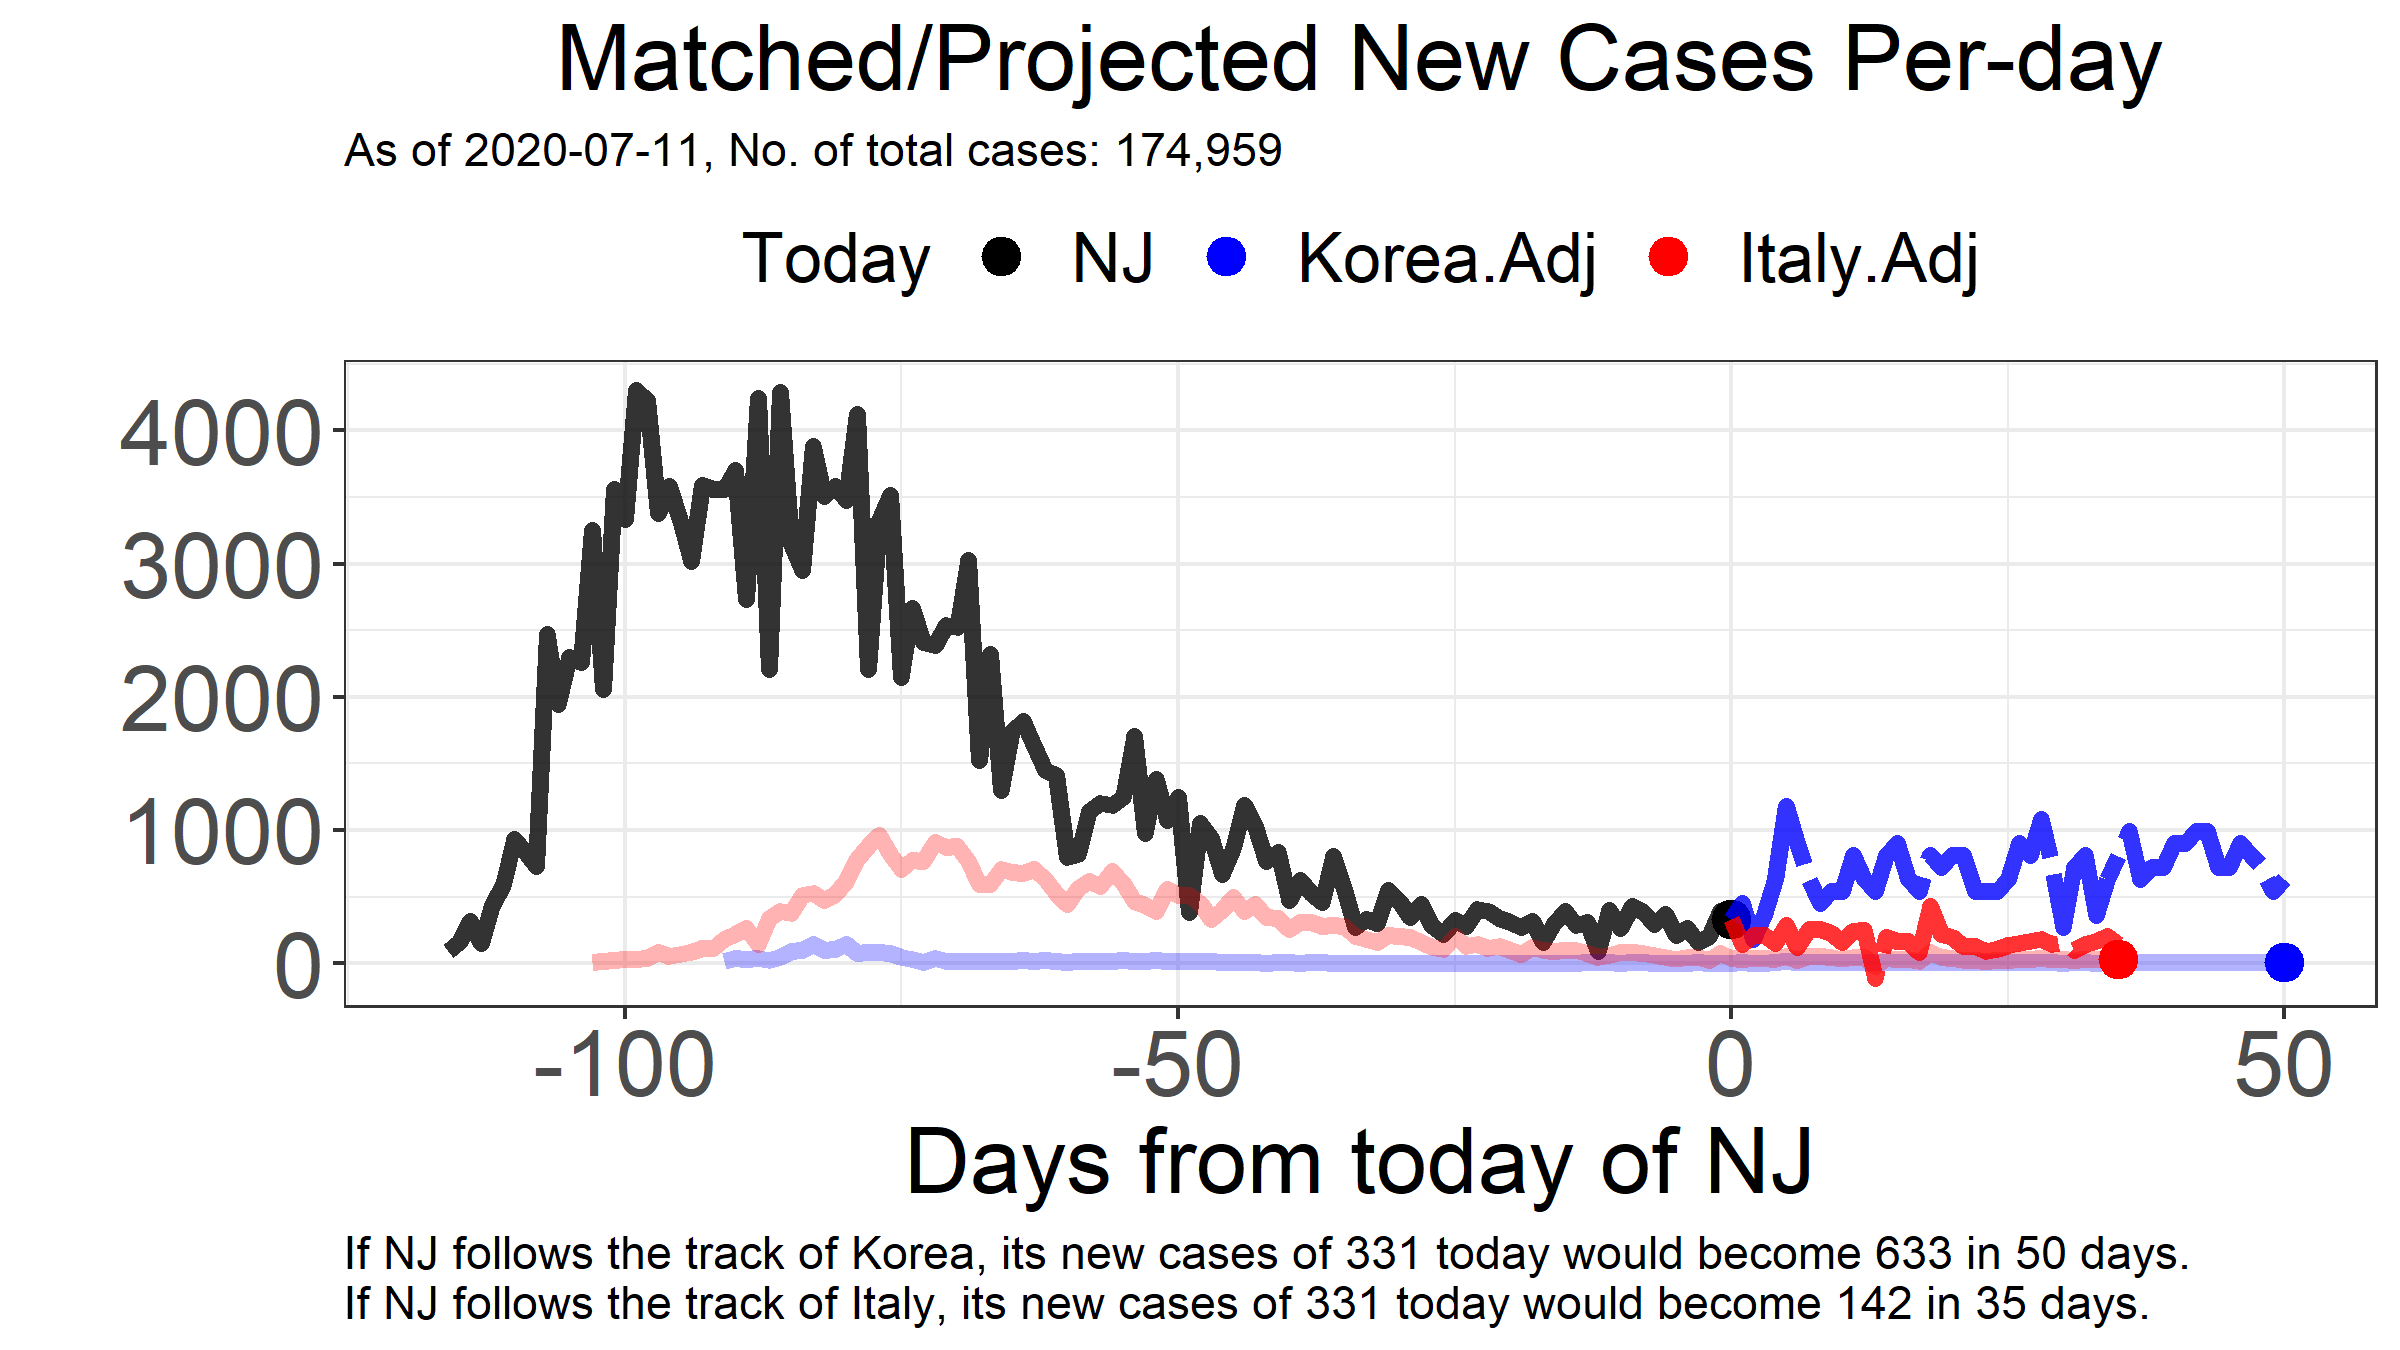 Matched/Projected New Cases Per-day
As of 2020-07-11, No. of total cases: 174,959
Today NJ Korea.Adj Italy.Adj
4000
3000
2000
1000
0
-100 -50 0 50
Days from today of NJ
If NJ follows the track of Korea, its new cases of 331 today would become 633 in 50 days.
If NJ follows the track of Italy, its new cases of 331 today would become 142 in 35 days.